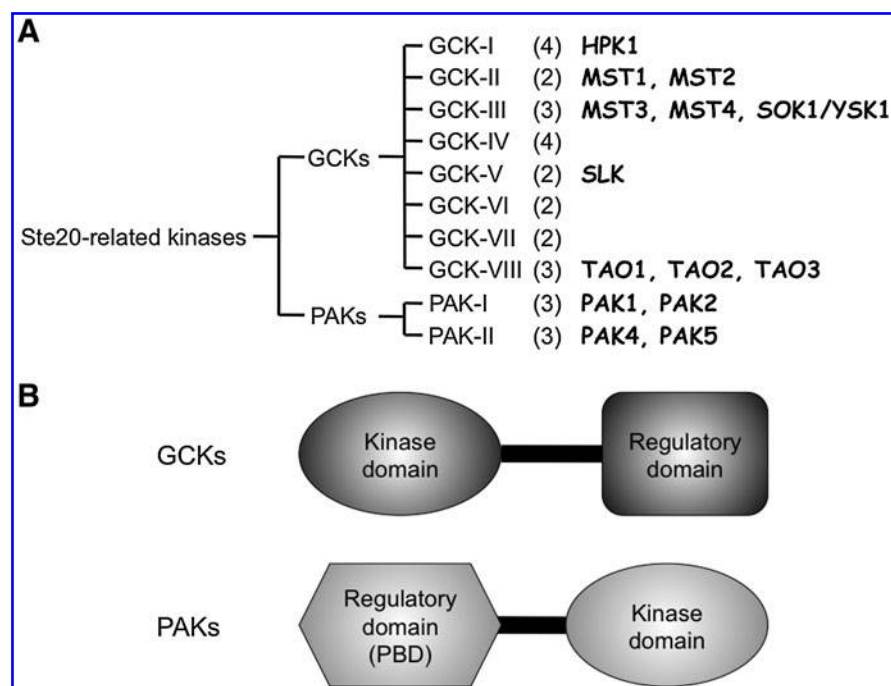 A
GCK-I (4) HPK1
GCK-II (2) MST1, MST2
GCK-III (3) MST3, MST4, SOK1/YSK1
GCK-IV (4)
GCKs
GCK-V (2) SLK
GCK-VI (2)
Ste20-related kinases
GCK-VII (2)
GCK-VIII (3) TAO1, TAO2, TAO3
PAK-I (3) PAK1, PAK2
PAKs
PAK-II (3) PAK4, PAK5
B
GCKs
Kinase
domain
Regulatory
domain
PAKs
Regulatory
domain
(PBD)
Kinase
domain